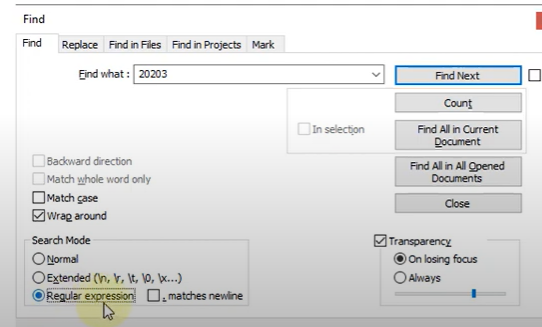 Find
Find Replace Find in Files Find in Projects Mark
Find what : 20203
Find Next
Count
In selection
Find All in Current
Document
Find All in All Opened
Documents
Close
Backward direction
Match whole word only
Match case
Wrap around
Search Mode
Normal
Extended (\n, \r, \t, \0, \x...)
Regular expression
. matches newline
Transparency
On losing focus
Always